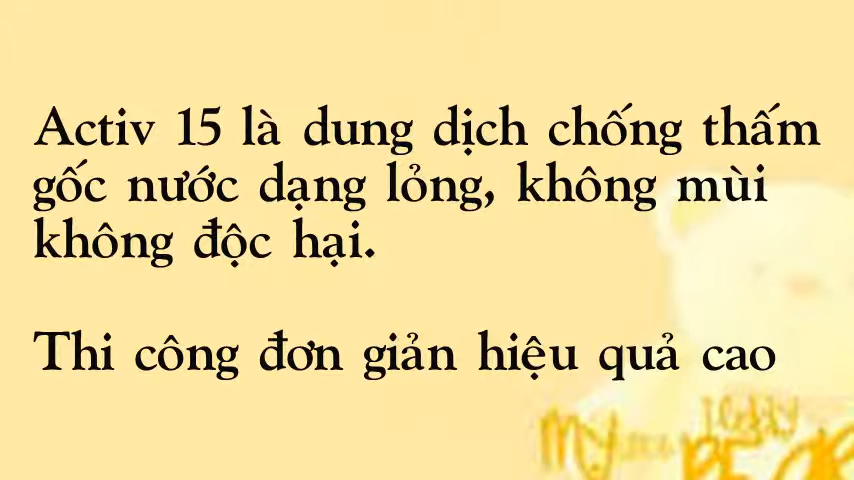 Activ 15 là dung dịch chống thấm
gốc nước dạng lỏng, không mùi
không độc hại.
Thi công đơn giản hiệu quả cao
my